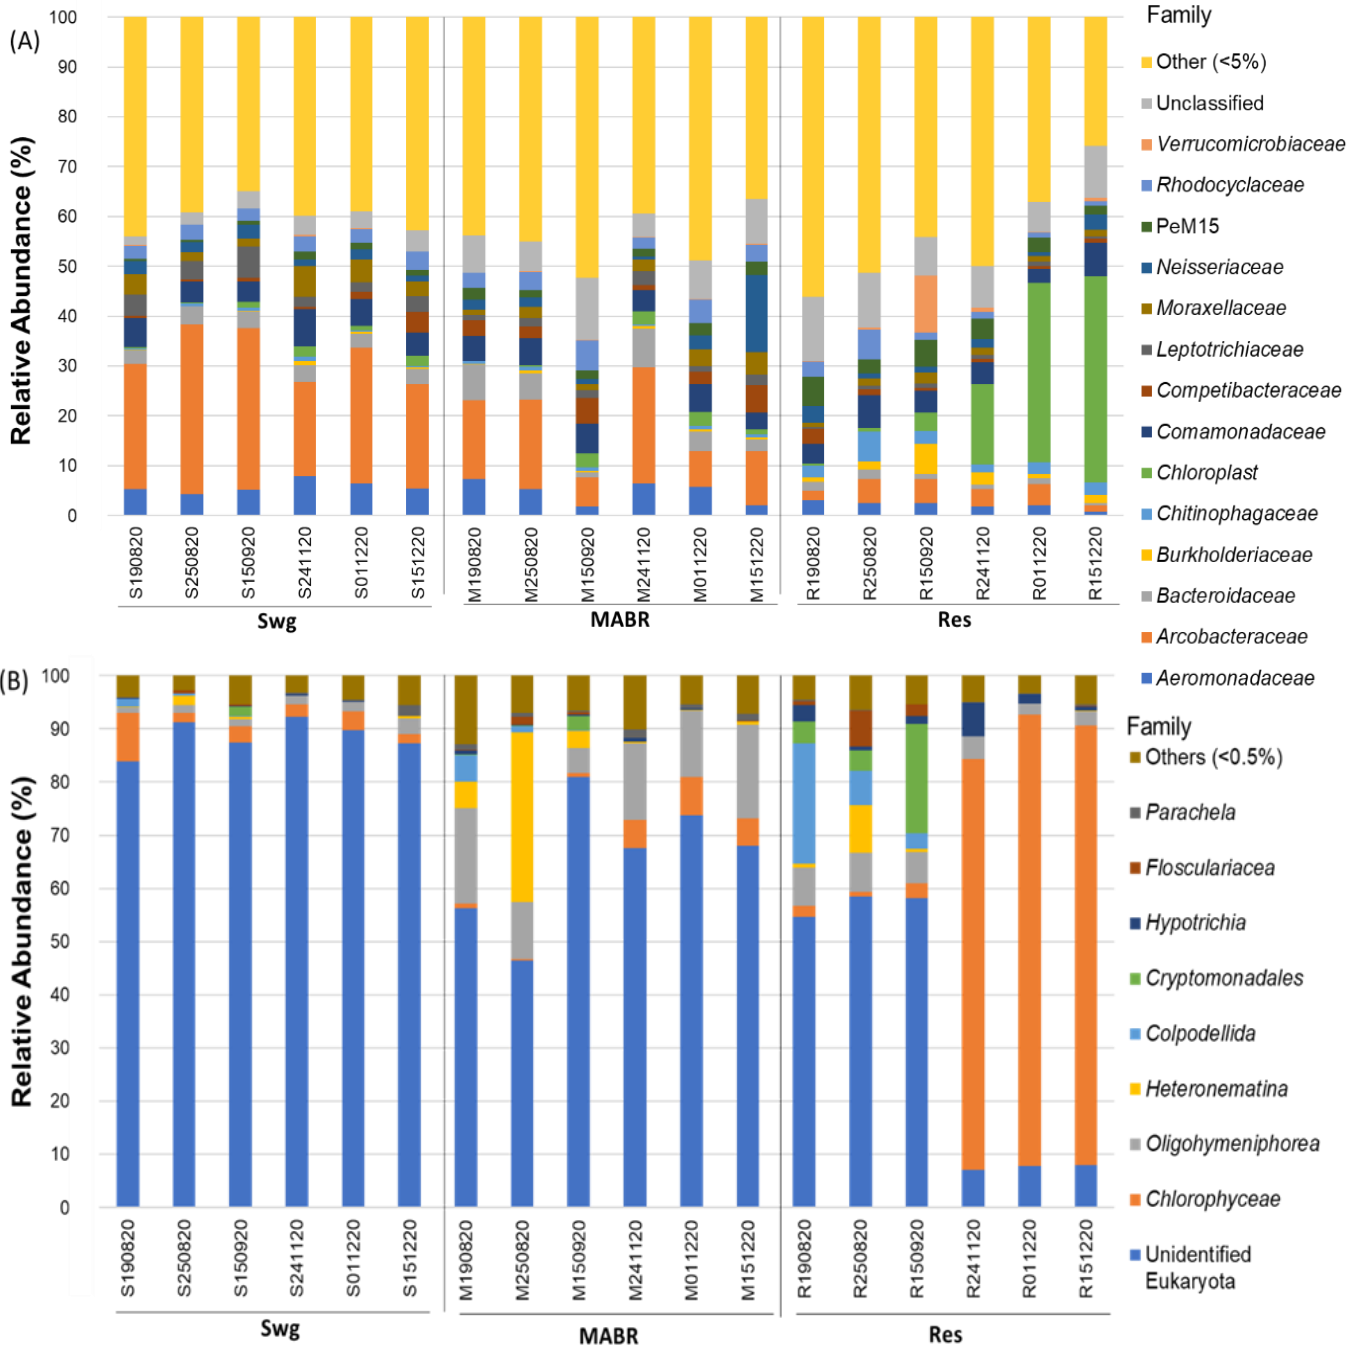 (A)
Relative Abundance (%)
100
90
80
70
60
50
40
30
20
10
0
S190820
S250820
S150920
S241120
S011220
S151220
M190820
M250820
M150920
M241120
M011220
M151220
R190820
R250820
R150920
R241120
R011220
R151220
Swg
MABR
Res
Family
Other (<5%)
Unclassified
Verrucomicrobiaceae
Rhodocyclaceae
PeM15
Neisseriaceae
Moraxellaceae
Leptotrichiaceae
Competibacteraceae
Comamonadaceae
Chloroplast
Chitinophagaceae
Burkholderiaceae
Bacteroidaceae
Arcobacteraceae
Aeromonadaceae
(B)
Relative Abundance (%)
100
90
80
70
60
50
40
30
20
10
0
S190820
S250820
S150920
S241120
S011220
S151220
M190820
M250820
M150920
M241120
M011220
M151220
R190820
R250820
R150920
R241120
R011220
R151220
Swg
MABR
Res
Family
Others (<0.5%)
Parachela
Flosculariacea
Hypotrichia
Cryptomonadales
Colpodellida
Heteronematina
Oligohymeniphorea
Chlorophyceae
Unidentified
Eukaryota